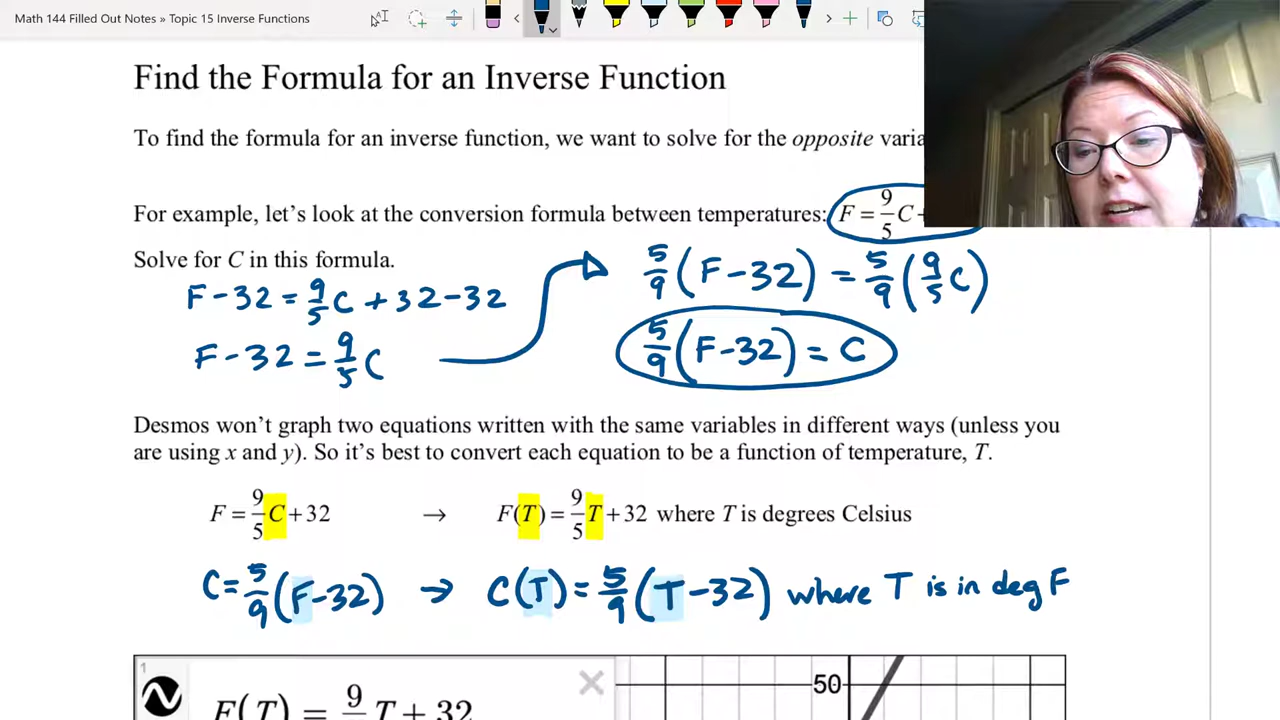 Math 144 Filled Out Notes » Topic 15 Inverse Functions
Find the Formula for an Inverse Function
To find the formula for an inverse function, we want to solve for the opposite varia
For example, let's look at the conversion formula between temperatures: F = 9/5 C +
Solve for C in this formula.
F - 32 = 9/5 C + 32 - 32
F - 32 = 9/5 C
5/9 (F - 32) = 5/9 (9/5 C)
5/9 (F - 32) = C
Desmos won't graph two equations written with the same variables in different ways (unless you
are using x and y). So it's best to convert each equation to be a function of temperature, T.
F = 9/5 C + 32 → F(T) = 9/5 T + 32 where T is degrees Celsius
C = 5/9 (F - 32) → C(T) = 5/9 (T - 32) where T is in deg F
1
50
F(T) = 9 T + 32